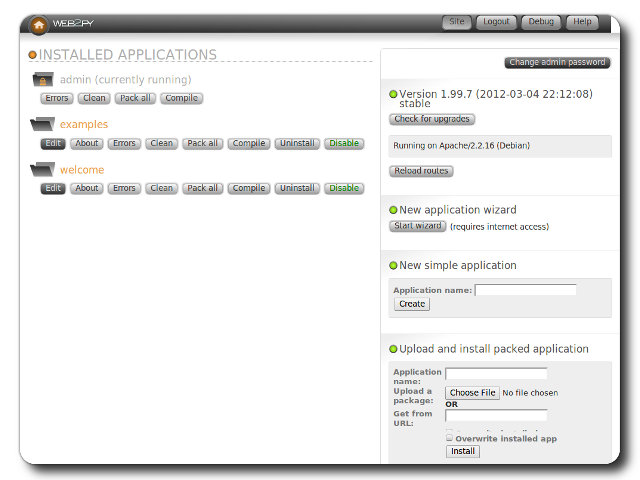 WEB2PY
Site Logout Debug Help
INSTALLED APPLICATIONS
admin (currently running)
Errors Clean Pack all Compile
examples
Edit About Errors Clean Pack all Compile Uninstall Disable
welcome
Edit About Errors Clean Pack all Compile Uninstall Disable
Change admin password
Version 1.99.7 (2012-03-04 22:12:08)
stable
Check for upgrades
Running on Apache/2.2.16 (Debian)
Reload routes
New application wizard
Start wizard (requires internet access)
New simple application
Application name:
Create
Upload and install packed application
Application
name:
Upload a
package:
Choose File No file chosen
OR
Get from
URL:
Overwrite installed app
Install